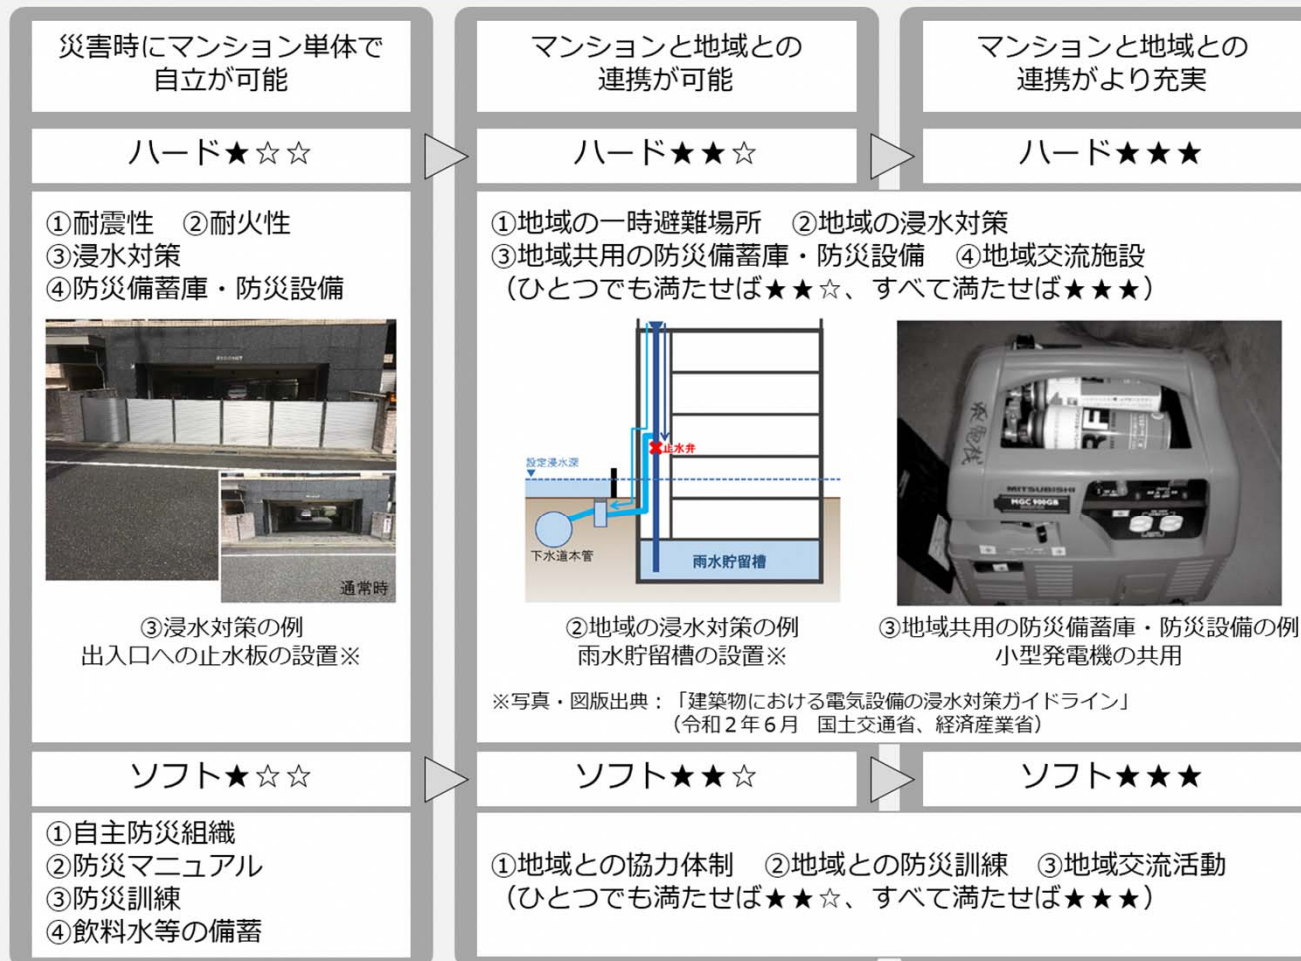 災害時にマンション単体で
自立が可能
マンションと地域との
連携が可能
マンションと地域との
連携がより充実
ハード★☆☆
ハード★★☆
ハード★★★
①耐震性　②耐火性
③浸水対策
④防災備蓄庫・防災設備
①地域の一時避難場所　②地域の浸水対策
③地域共用の防災備蓄庫・防災設備　④地域交流施設
（ひとつでも満たせば★★☆、すべて満たせば★★★）
通常時
③浸水対策の例
出入口への止水板の設置※
止水弁
設定浸水深
下水道本管
雨水貯留槽
②地域の浸水対策の例
雨水貯留槽の設置※
発電機
MITSUBISHI
MGC900GB
③地域共用の防災備蓄庫・防災設備の例
小型発電機の共用
※写真・図版出典：「建築物における電気設備の浸水対策ガイドライン」
（令和２年６月　国土交通省、経済産業省）
ソフト★☆☆
ソフト★★☆
ソフト★★★
①自主防災組織
②防災マニュアル
③防災訓練
④飲料水等の備蓄
①地域との協力体制　②地域との防災訓練　③地域交流活動
（ひとつでも満たせば★★☆、すべて満たせば★★★）